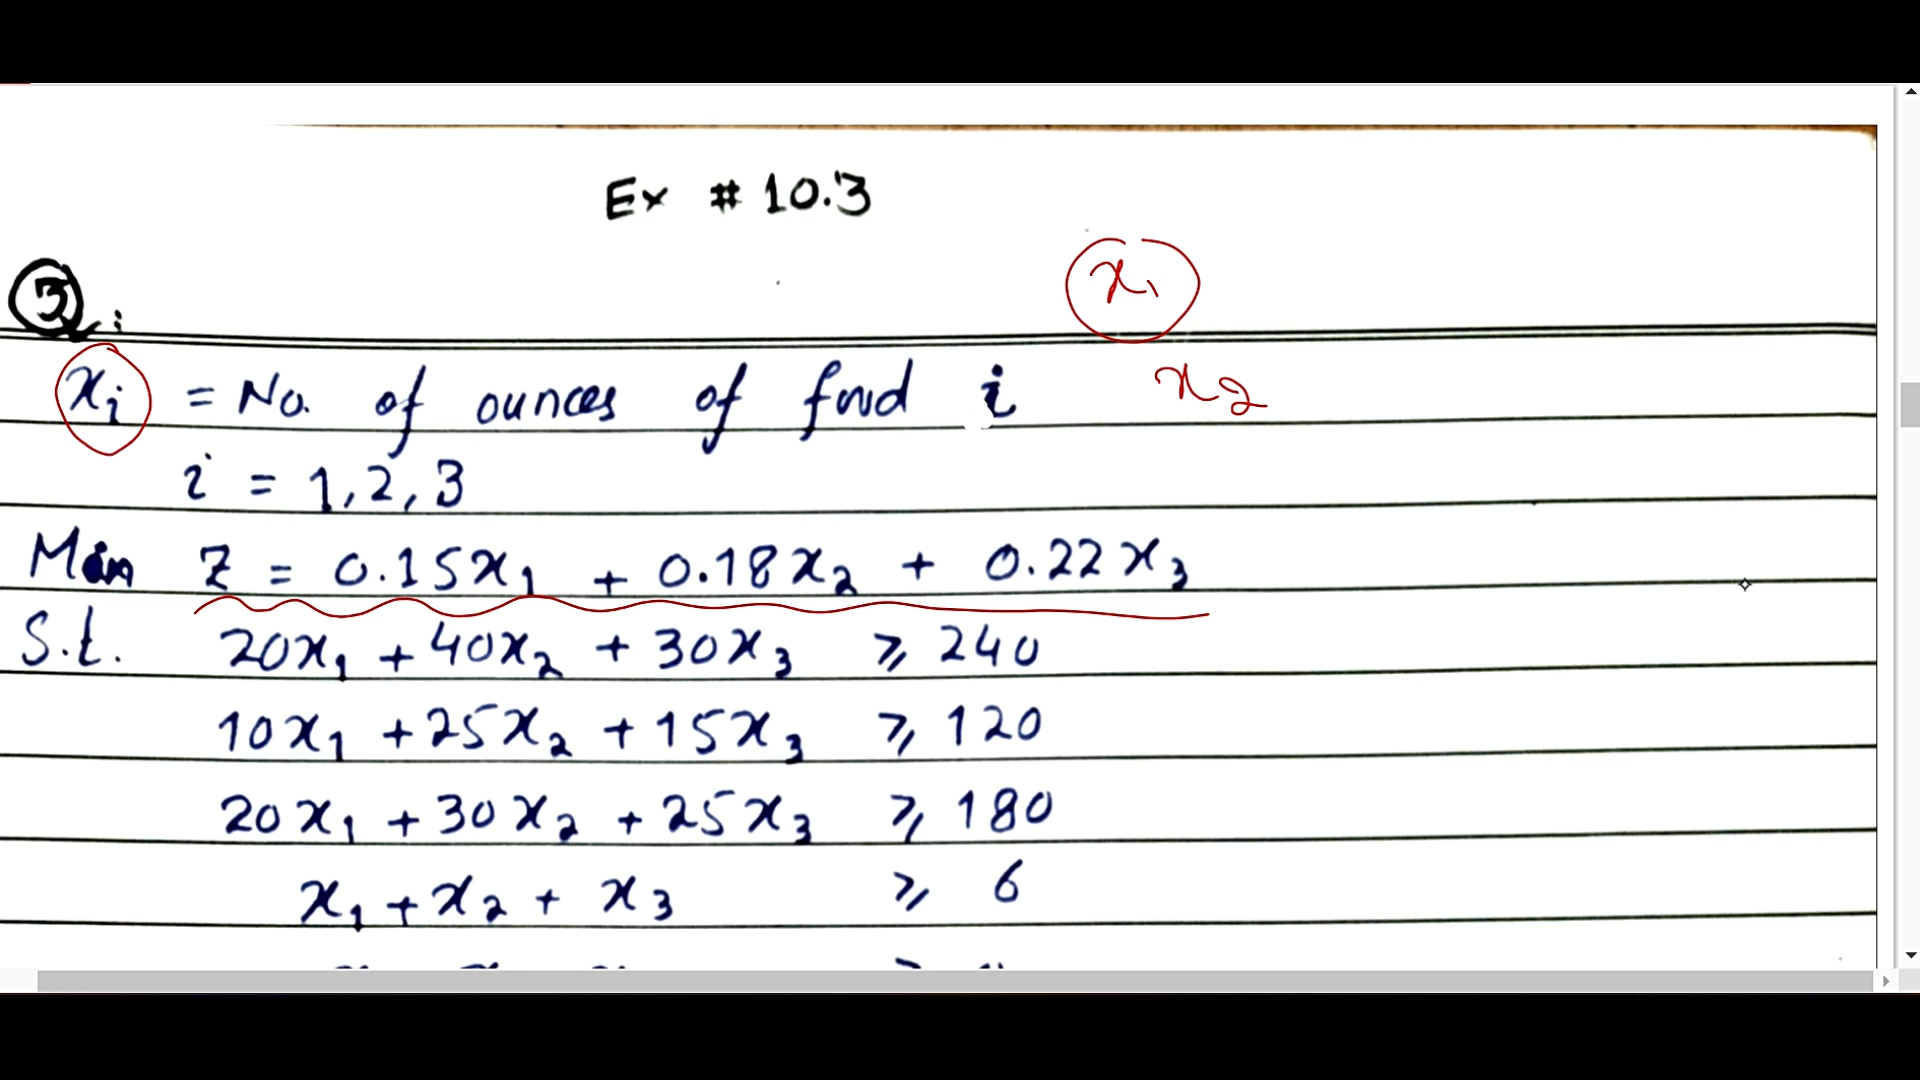 Ex # 10.3
x₁
3:
xᵢ = No. of ounces of food i x₂
i = 1, 2, 3
Min Z = 0.15x₁ + 0.18x₂ + 0.22x₃
S.t. 20x₁ + 40x₂ + 30x₃ ⩾ 240
10x₁ + 25x₂ + 15x₃ ⩾ 120
20x₁ + 30x₂ + 25x₃ ⩾ 180
x₁ + x₂ + x₃ ⩾ 6